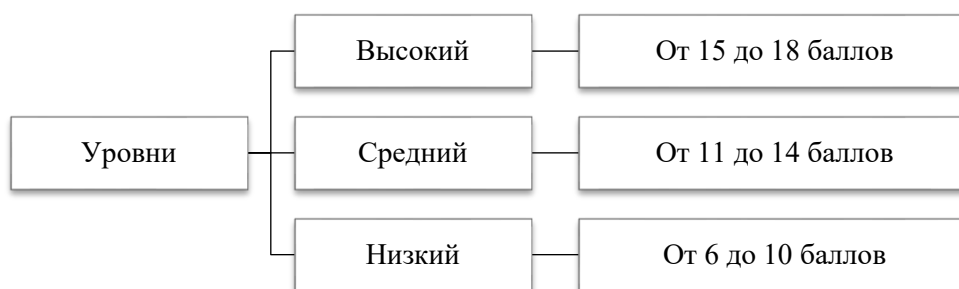 Высокий
От 15 до 18 баллов
Уровни
Средний
От 11 до 14 баллов
Низкий
От 6 до 10 баллов